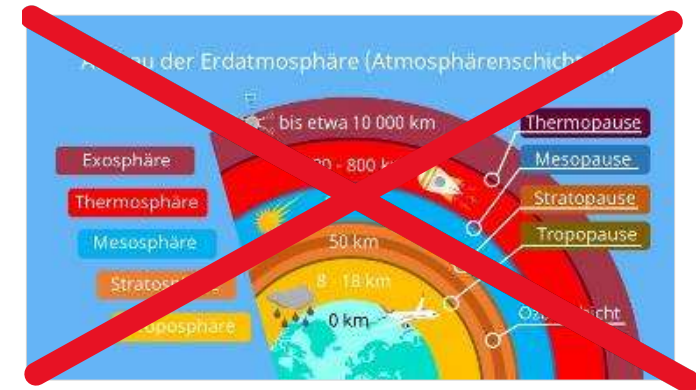 der Erdatmosphäre
bis etwa 10 000 km
800
50 km
8 - 18 km
0 km
Exosphäre
Thermosphäre
Mesosphäre
Thermopause
Mesopause
Stratopause
Tropopause